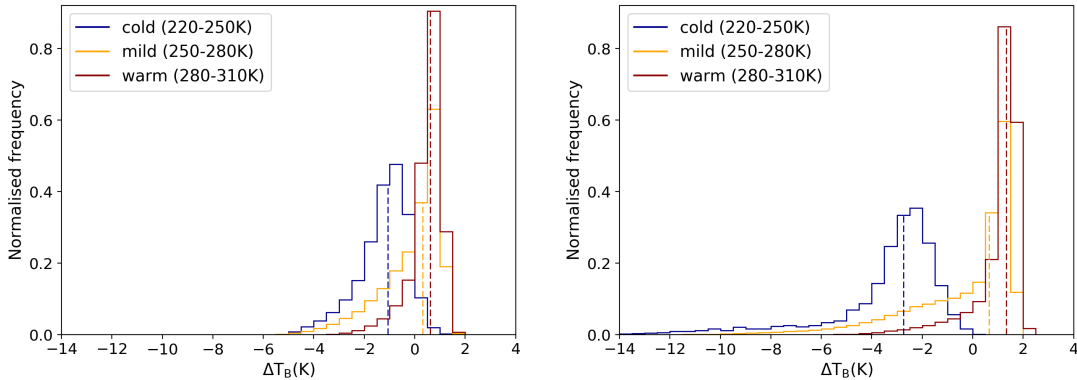 cold (220-250K)
mild (250-280K)
warm (280-310K)
Normalised frequency
0.8
0.6
0.4
0.2
0.0
−14 −12 −10 −8 −6 −4 −2 0 2 4
ΔT_B(K)
cold (220-250K)
mild (250-280K)
warm (280-310K)
Normalised frequency
0.8
0.6
0.4
0.2
0.0
−14 −12 −10 −8 −6 −4 −2 0 2 4
ΔT_B(K)